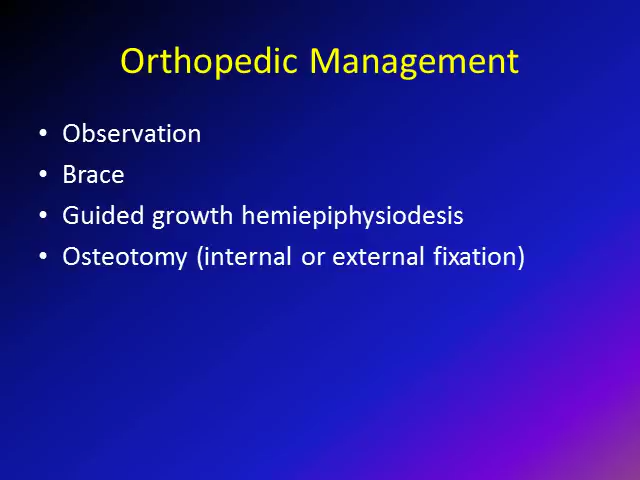 Orthopedic Management
• Observation
• Brace
• Guided growth hemiepiphysiodesis
• Osteotomy (internal or external fixation)